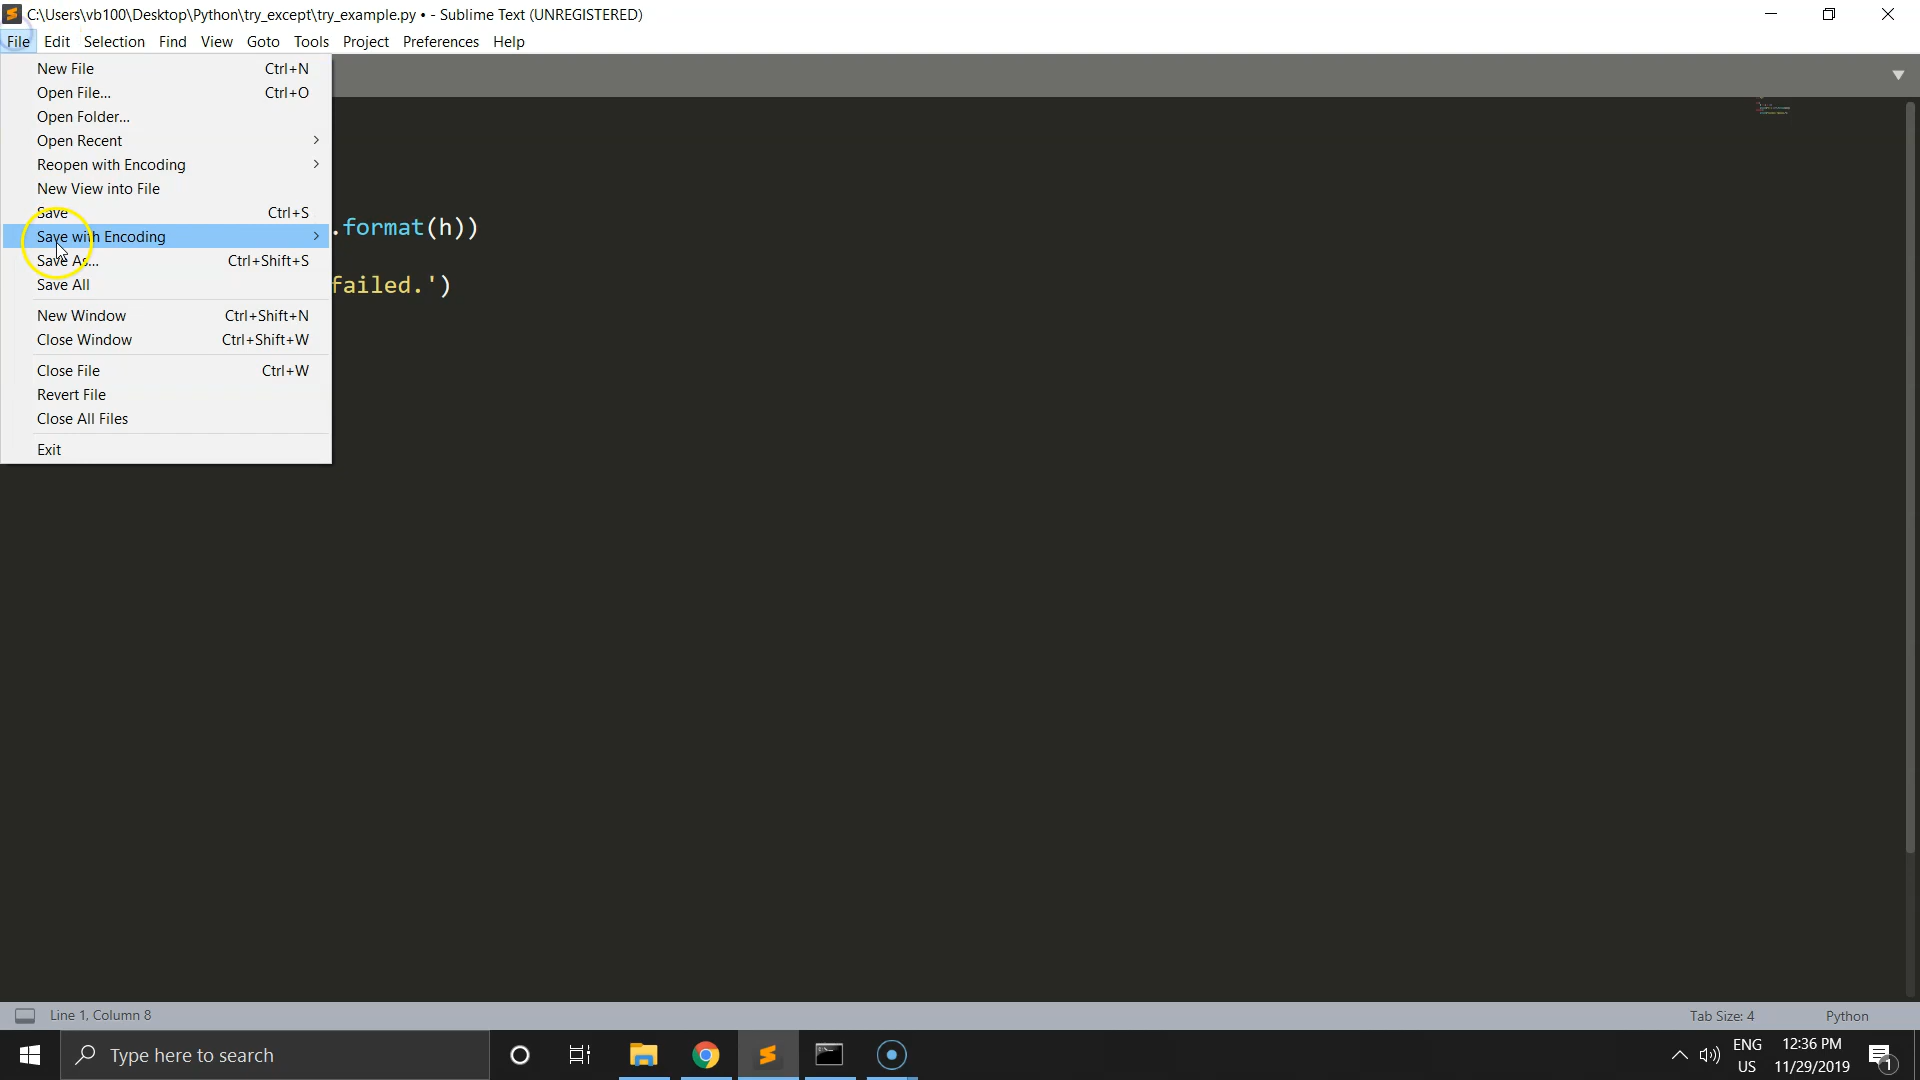 C:\Users\vb100\Desktop\Python\try_except\try_example.py • - Sublime Text (UNREGISTERED)
File Edit Selection Find View Goto Tools Project Preferences Help
New File Ctrl+N
Open File... Ctrl+O
Open Folder...
Open Recent
Reopen with Encoding
New View into File
Save Ctrl+S
.format(h))
Save with Encoding
Save As... Ctrl+Shift+S
Save All
failed.')
New Window Ctrl+Shift+N
Close Window Ctrl+Shift+W
Close File Ctrl+W
Revert File
Close All Files
Exit
Line 1, Column 8 Tab Size: 4 Python
Type here to search
ENG 12:36 PM
US 11/29/2019 1